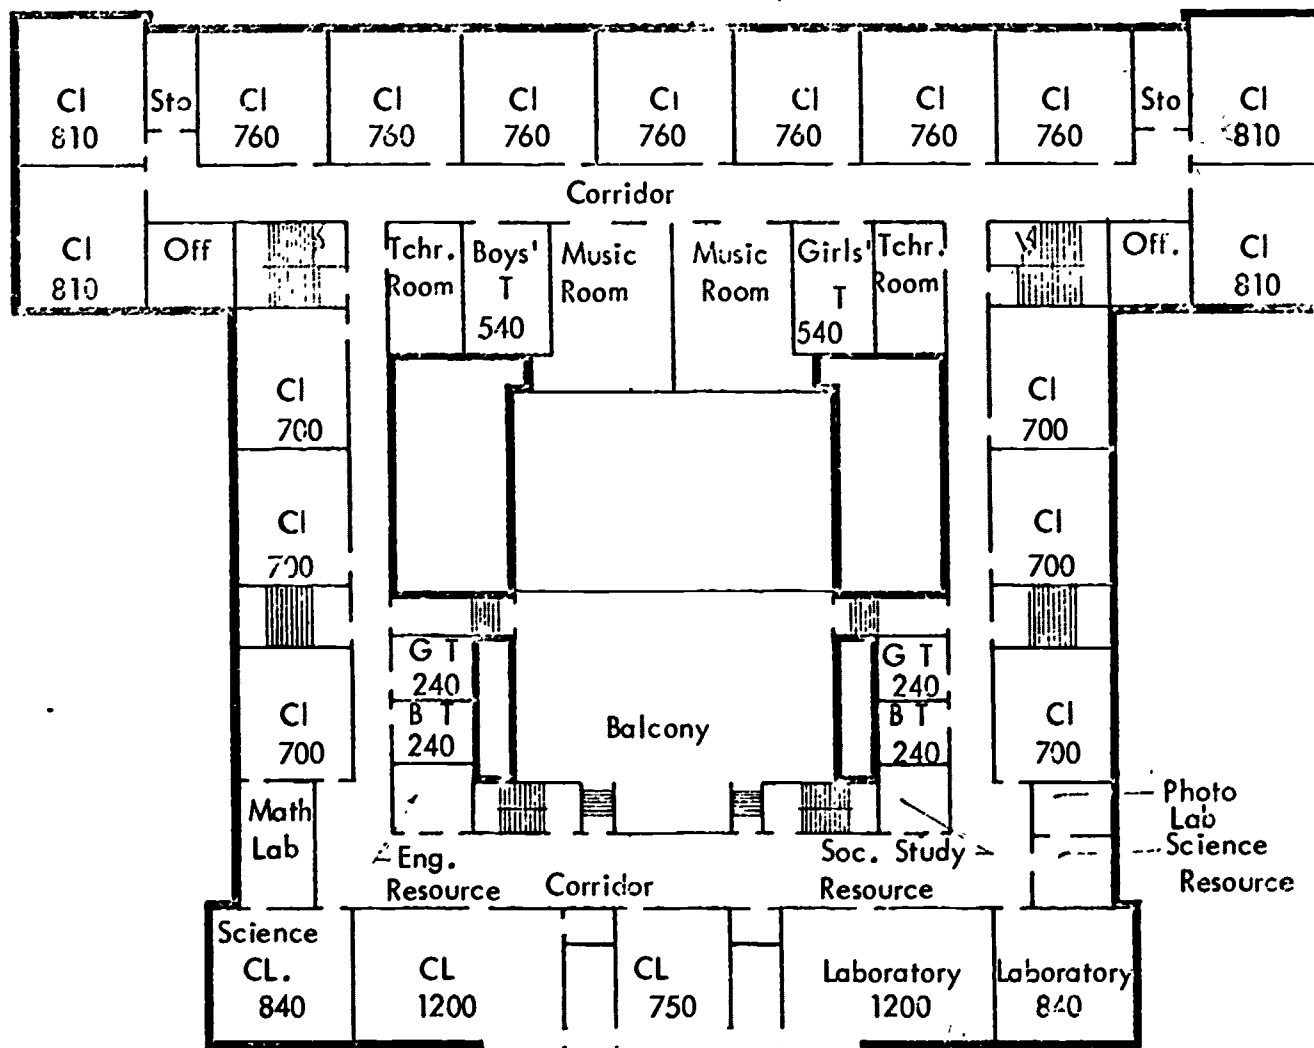 Cl Sto Cl Cl Cl Cl Cl Cl Cl Sto Cl
810 760 760 760 760 760 760 760 810
Corridor
Cl Off Tchr. Boys' Music Music Girls' Tchr. Off. Cl
810 Room T Room Room T Room 810
540 540
Cl Cl
700 700
Cl Cl
700 700
G T G T
240 240
B T B T
240 240
Cl Balcony Cl
700 700
Math Photo
Lab Lab
Eng. Soc. Study Science
Resource Corridor Resource Resource
Science
CL. CL CL Laboratory Laboratory
840 1200 750 1200 840